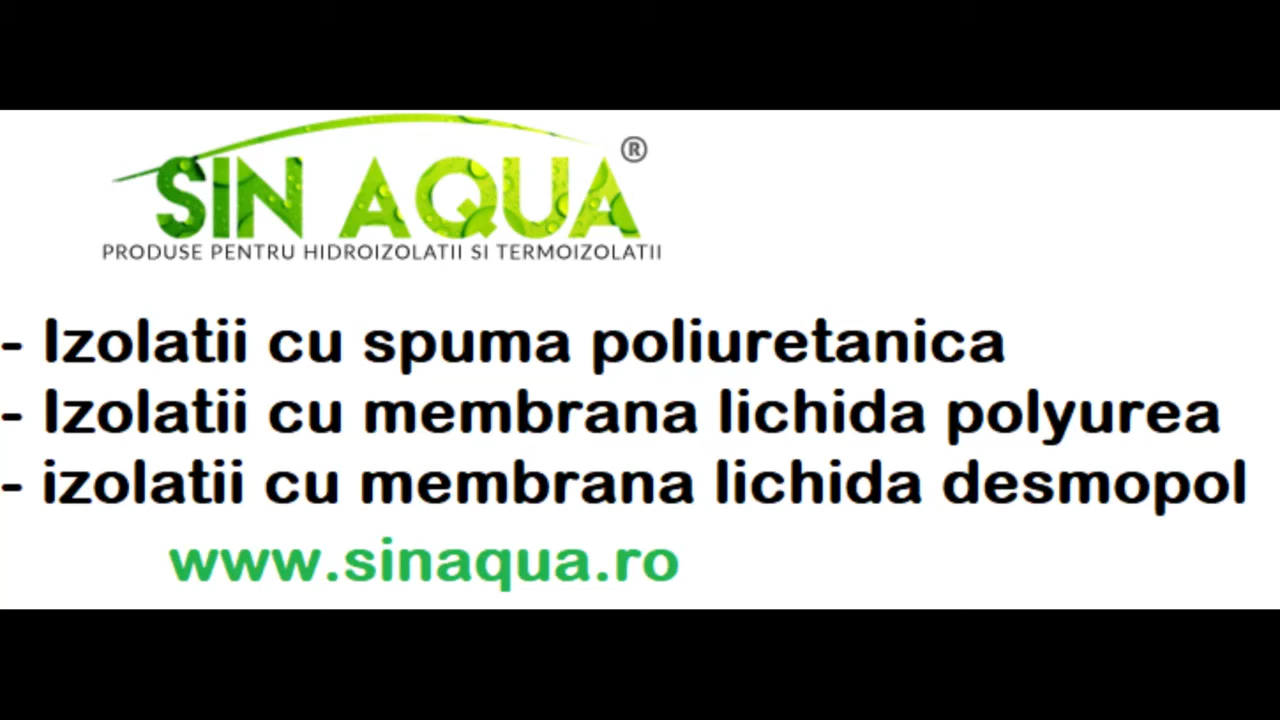 SIN AQUA ®
PRODUSE PENTRU HIDROIZOLATII SI TERMOIZOLATII
- Izolatii cu spuma poliuretanica
- Izolatii cu membrana lichida polyurea
- izolatii cu membrana lichida desmopol
www.sinaqua.ro